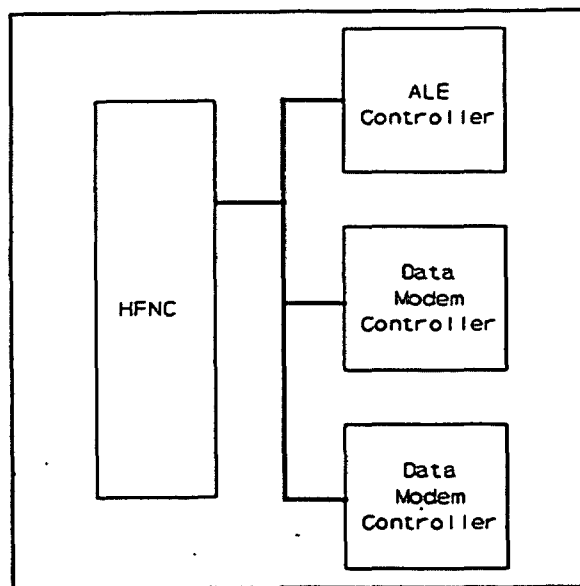 ALE
Controller
HFNC
Data
Modem
Controller
Data
Modem
Controller